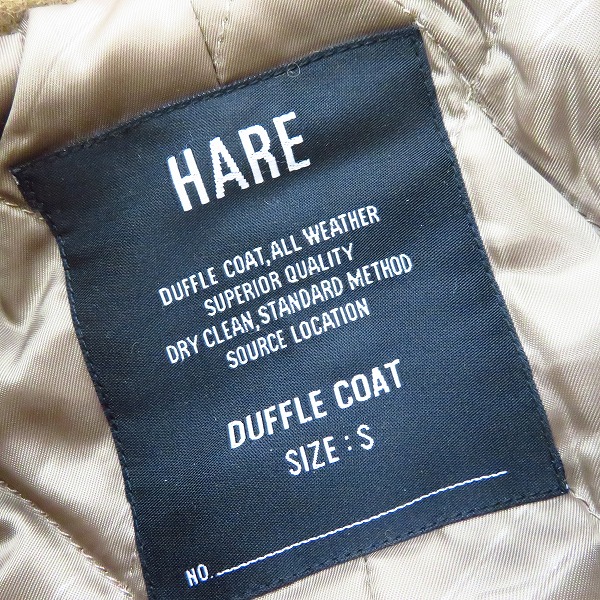 HARE
DUFFLE COAT, ALL WEATHER
SUPERIOR QUALITY
DRY CLEAN, STANDARD METHOD
SOURCE LOCATION
DUFFLE COAT
SIZE : S
NO.